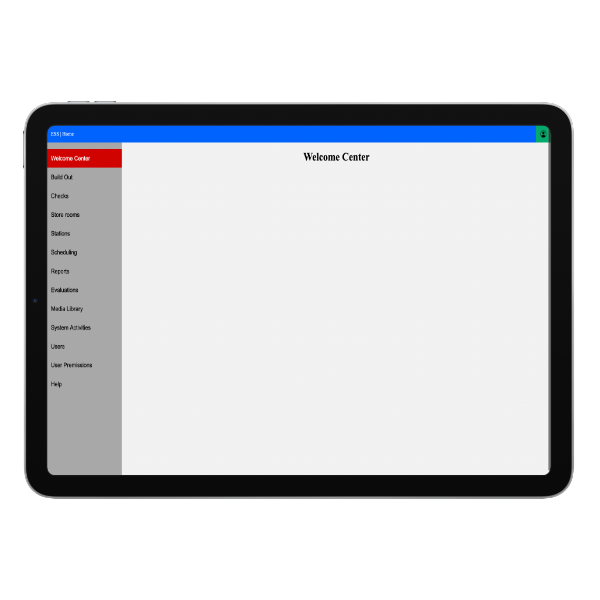 ESS | Home
Welcome Center
Welcome Center
Build Out
Checks
Store rooms
Stations
Scheduling
Reports
Evaluations
Media Library
System Activities
Users
User Premissions
Help